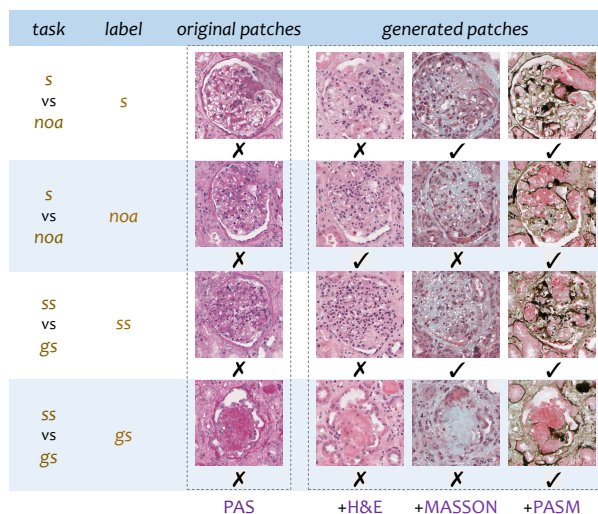 task label original patches generated patches
s
vs s
noa
✗ ✗ ✓ ✓
s
vs noa
noa
✗ ✓ ✗ ✓
ss
vs ss
gs
✗ ✗ ✓ ✓
ss
vs gs
gs
✗ ✗ ✗ ✓
PAS +H&E +MASSON +PASM